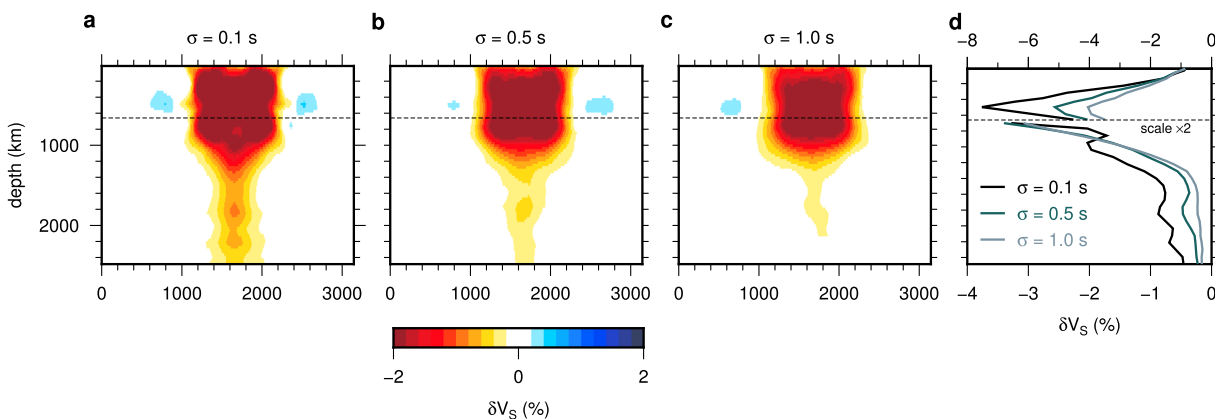 a
σ = 0.1 s
b
σ = 0.5 s
c
σ = 1.0 s
d
−8 −6 −4 −2 0
depth (km)
1000
2000
scale ×2
σ = 0.1 s
σ = 0.5 s
σ = 1.0 s
0 1000 2000 3000
0 1000 2000 3000
0 1000 2000 3000
−4 −3 −2 −1 0
δVS (%)
−2 0 2
δVS (%)